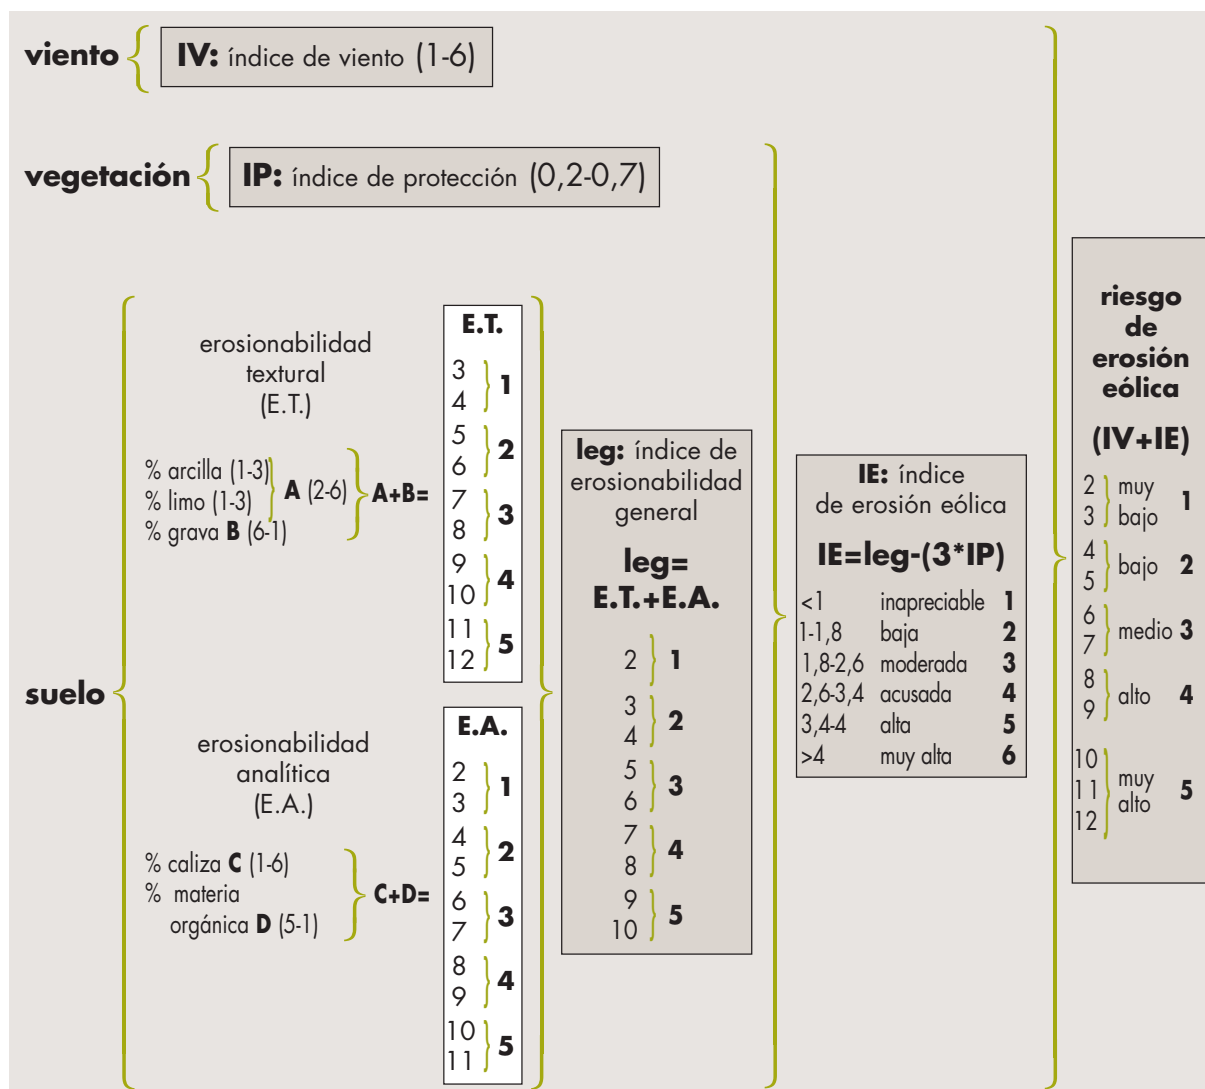 viento
IV: índice de viento (1-6)
vegetación
IP: índice de protección (0,2-0,7)
suelo
erosionabilidad
textural
(E.T.)
% arcilla (1-3)
% limo (1-3)
A (2-6)
% grava B (6-1)
A+B=
E.T.
3
4
1
5
6
2
7
8
3
9
10
4
11
12
5
erosionabilidad
analítica
(E.A.)
% caliza C (1-6)
% materia
orgánica D (5-1)
C+D=
E.A.
2
3
1
4
5
2
6
7
3
8
9
4
10
11
5
leg: índice de
erosionabilidad
general
leg=
E.T.+E.A.
2
1
3
4
2
5
6
3
7
8
4
9
10
5
IE: índice
de erosión eólica
IE=leg-(3*IP)
<1 inapreciable 1
1-1,8 baja 2
1,8-2,6 moderada 3
2,6-3,4 acusada 4
3,4-4 alta 5
>4 muy alta 6
riesgo
de
erosión
eólica
(IV+IE)
2
3
muy
bajo
1
4
5
bajo 2
6
7
medio 3
8
9
alto 4
10
11
12
muy
alto
5